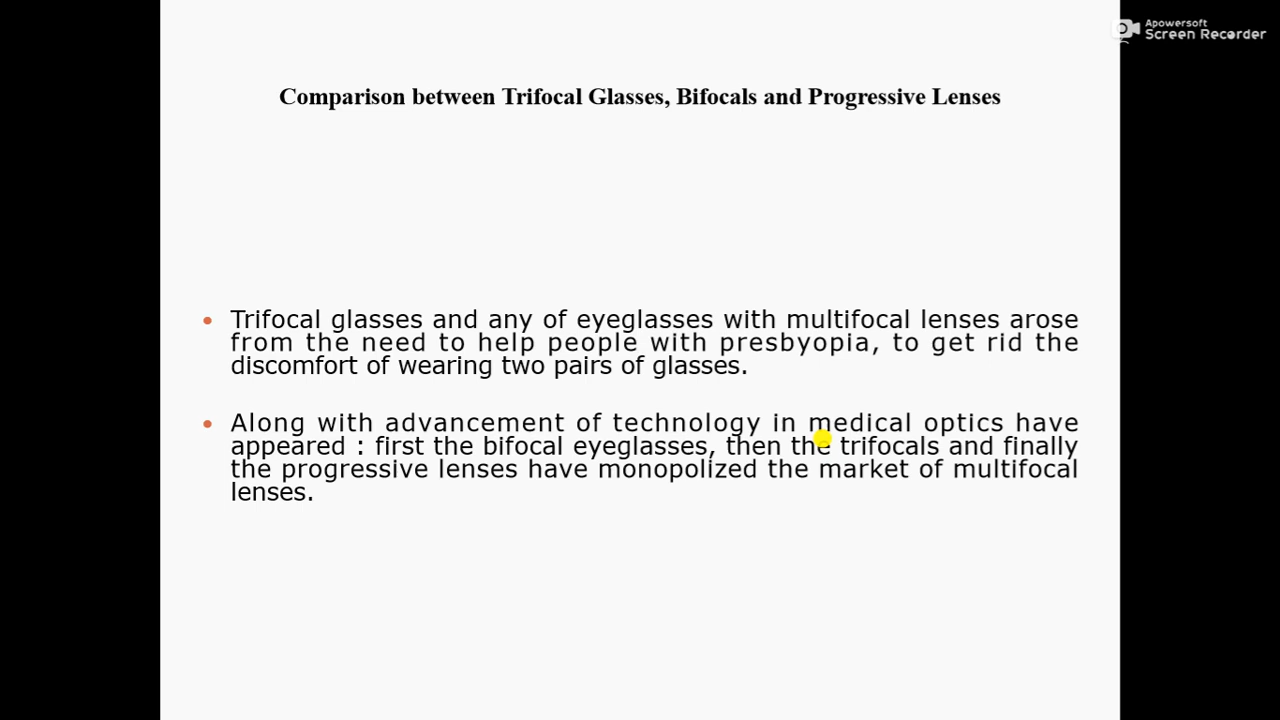 Apowersoft
Screen Recorder
Comparison between Trifocal Glasses, Bifocals and Progressive Lenses
• Trifocal glasses and any of eyeglasses with multifocal lenses arose
from the need to help people with presbyopia, to get rid the
discomfort of wearing two pairs of glasses.
• Along with advancement of technology in medical optics have
appeared : first the bifocal eyeglasses, then the trifocals and finally
the progressive lenses have monopolized the market of multifocal
lenses.